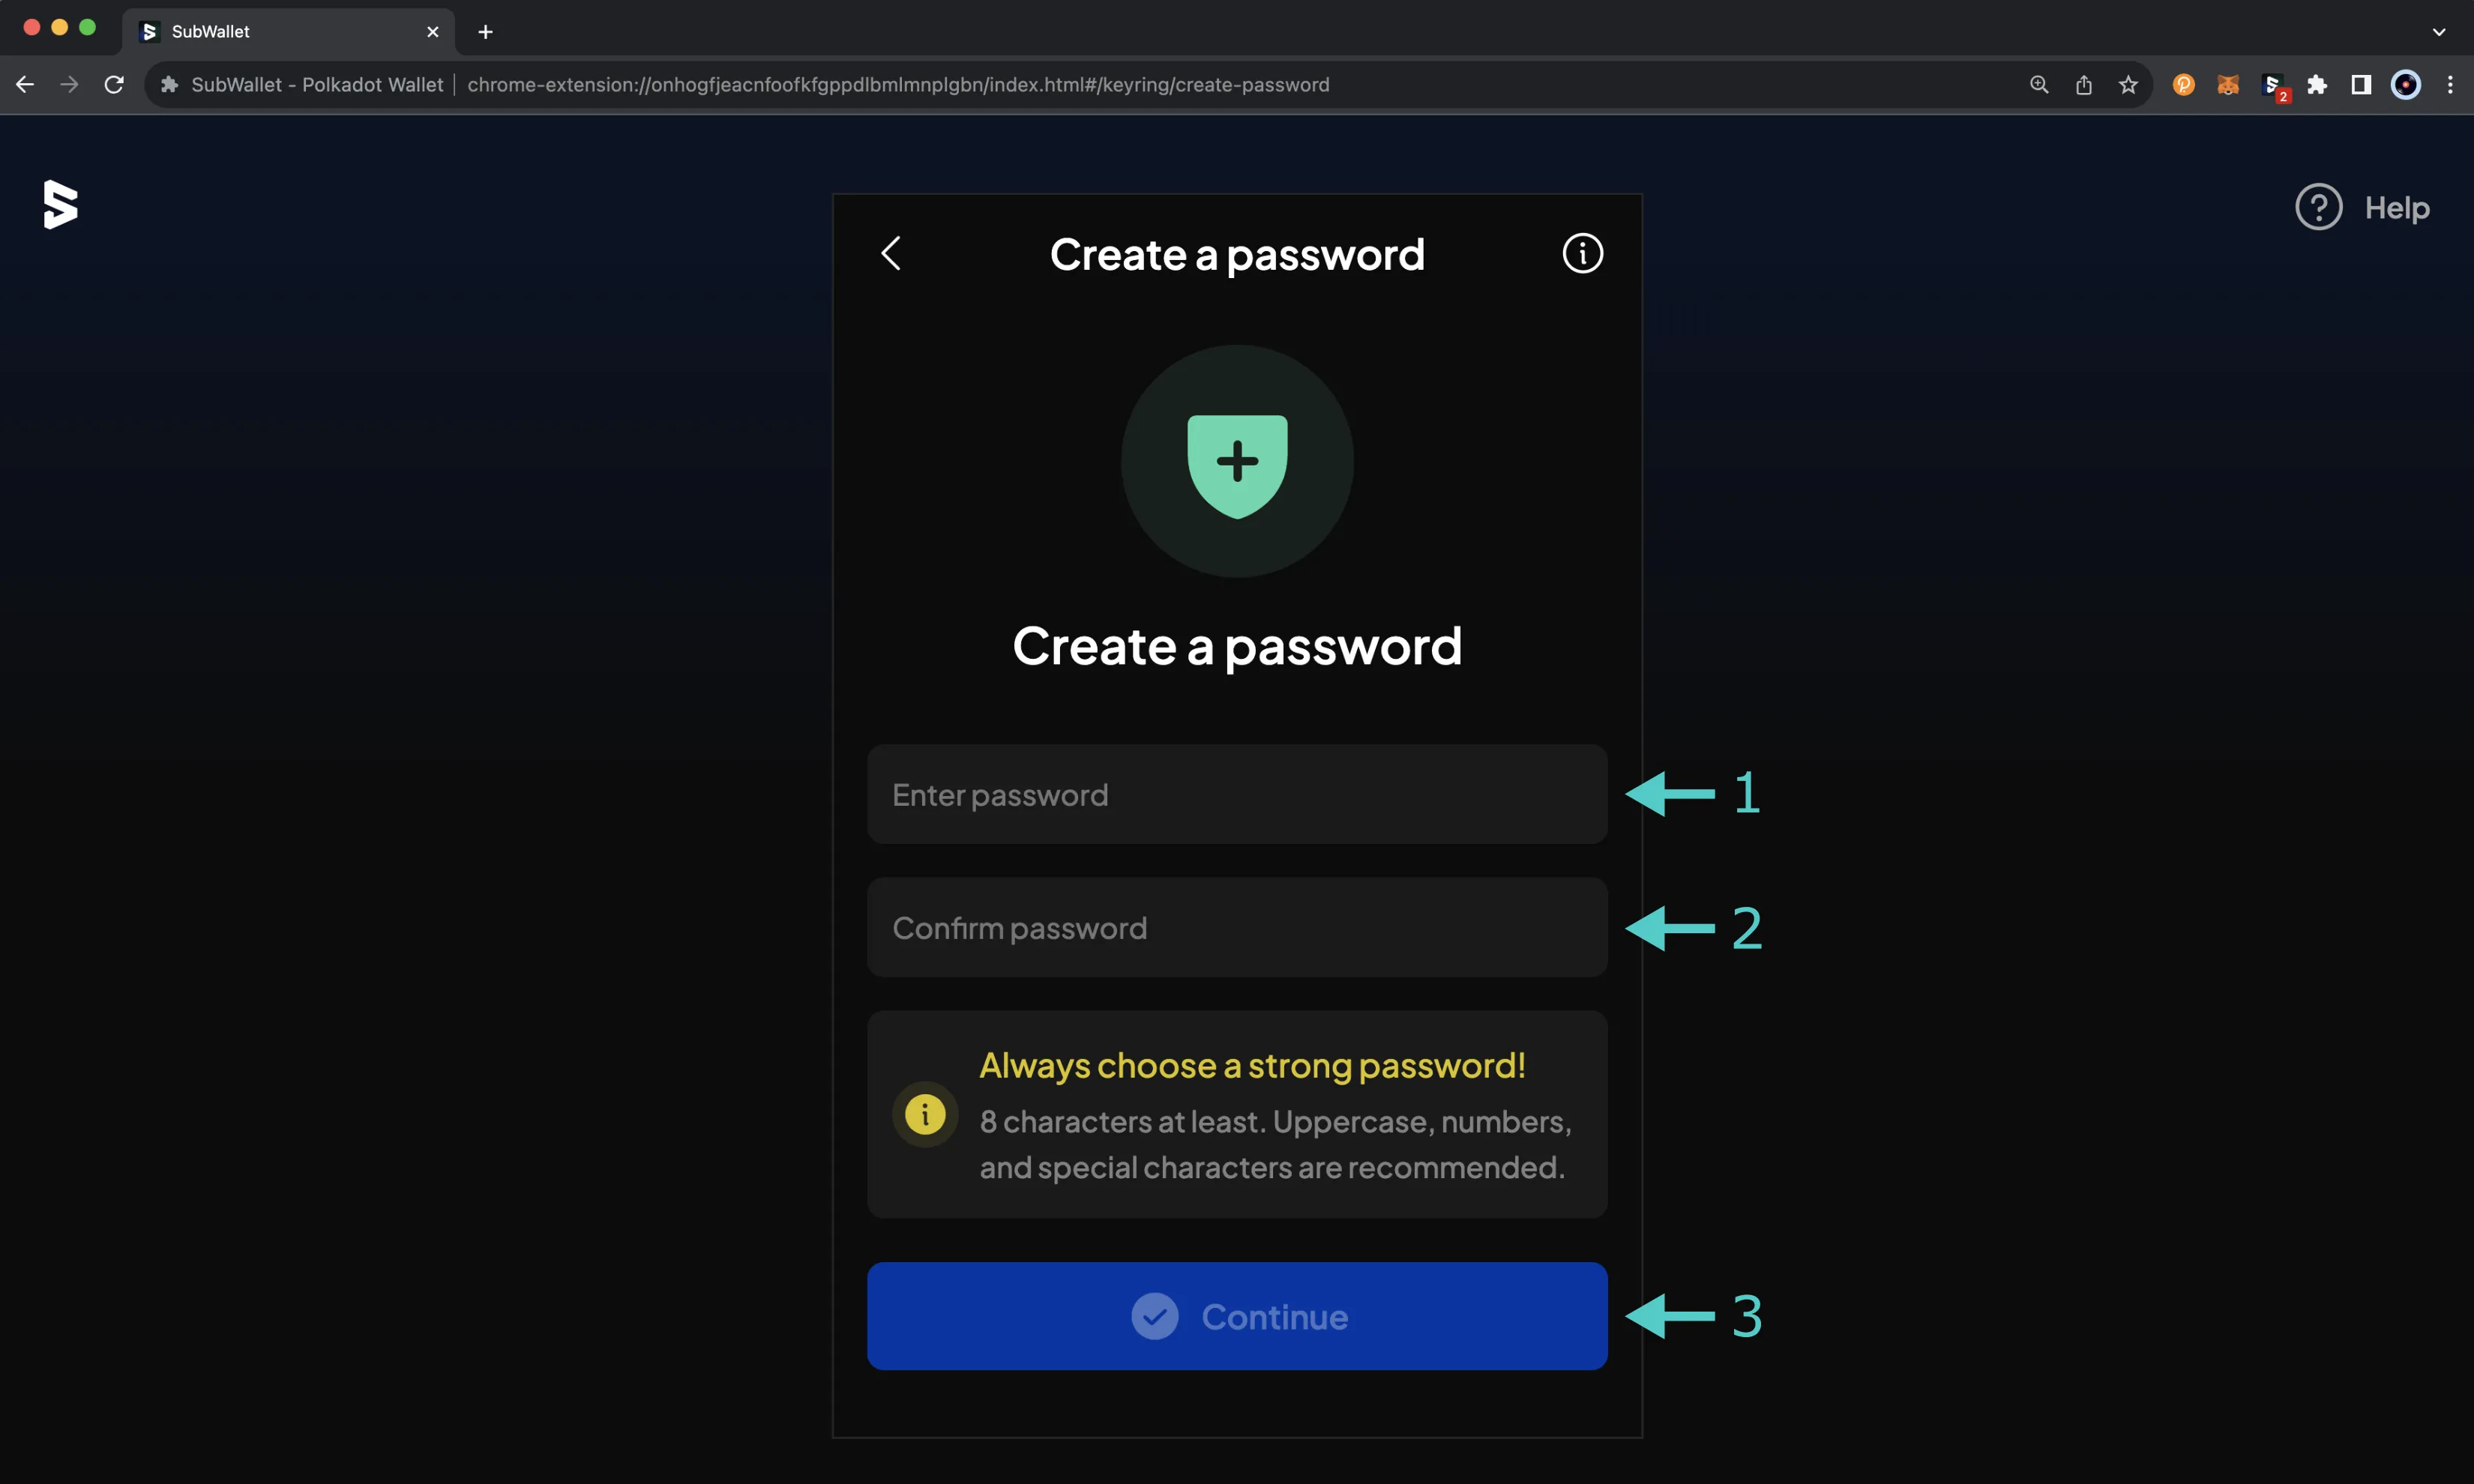 SubWallet
SubWallet - Polkadot Wallet
chrome-extension://onhogfjeacnfoofkfgppdlbmlmnplgbn/index.html#/keyring/create-password
2
Help
Create a password
Create a password
Enter password
1
Confirm password
2
Always choose a strong password!
8 characters at least. Uppercase, numbers,
and special characters are recommended.
Continue
3